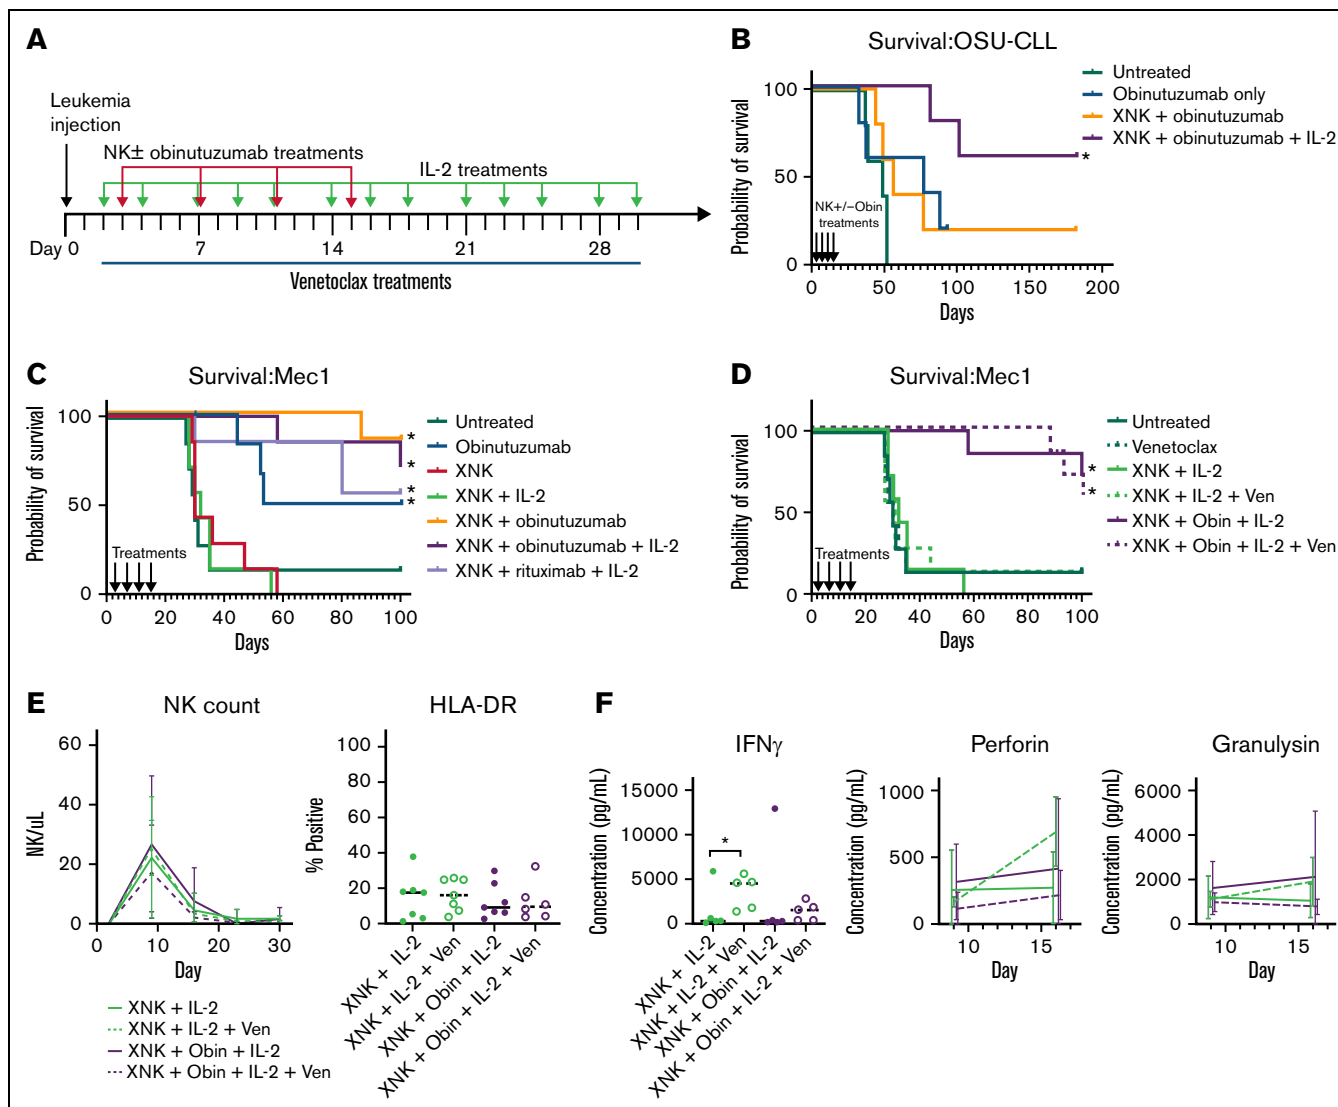 A
Leukemia
injection
NK± obinutuzumab treatments
IL-2 treatments
Day 0
7
14
21
28
Venetoclax treatments
B
Survival:OSU-CLL
Probability of survival
100
50
0
NK+/−Obin
treatments
0
50
100
150
200
Days
Untreated
Obinutuzumab only
XNK + obinutuzumab
XNK + obinutuzumab + IL-2
*
C
Survival:Mec1
Probability of survival
100
50
0
Treatments
0
20
40
60
80
100
Days
*
*
*
*
Untreated
Obinutuzumab
XNK
XNK + IL-2
XNK + obinutuzumab
XNK + obinutuzumab + IL-2
XNK + rituximab + IL-2
D
Survival:Mec1
Probability of survival
100
50
0
Treatments
0
20
40
60
80
100
Days
*
*
Untreated
Venetoclax
XNK + IL-2
XNK + IL-2 + Ven
XNK + Obin + IL-2
XNK + Obin + IL-2 + Ven
E
NK count
NK/uL
60
40
20
0
0
10
20
30
Day
XNK + IL-2
XNK + IL-2 + Ven
XNK + Obin + IL-2
XNK + Obin + IL-2 + Ven
HLA-DR
% Positive
100
80
60
40
20
0
XNK + IL-2
XNK + IL-2 + Ven
XNK + Obin + IL-2
XNK + Obin + IL-2 + Ven
F
IFNγ
Concentration (pg/mL)
15000
10000
5000
0
*
XNK + IL-2
XNK + IL-2 + Ven
XNK + Obin + IL-2
XNK + Obin + IL-2 + Ven
Perforin
Concentration (pg/mL)
1000
500
0
10
15
Day
Granulysin
Concentration (pg/mL)
6000
4000
2000
0
10
15
Day